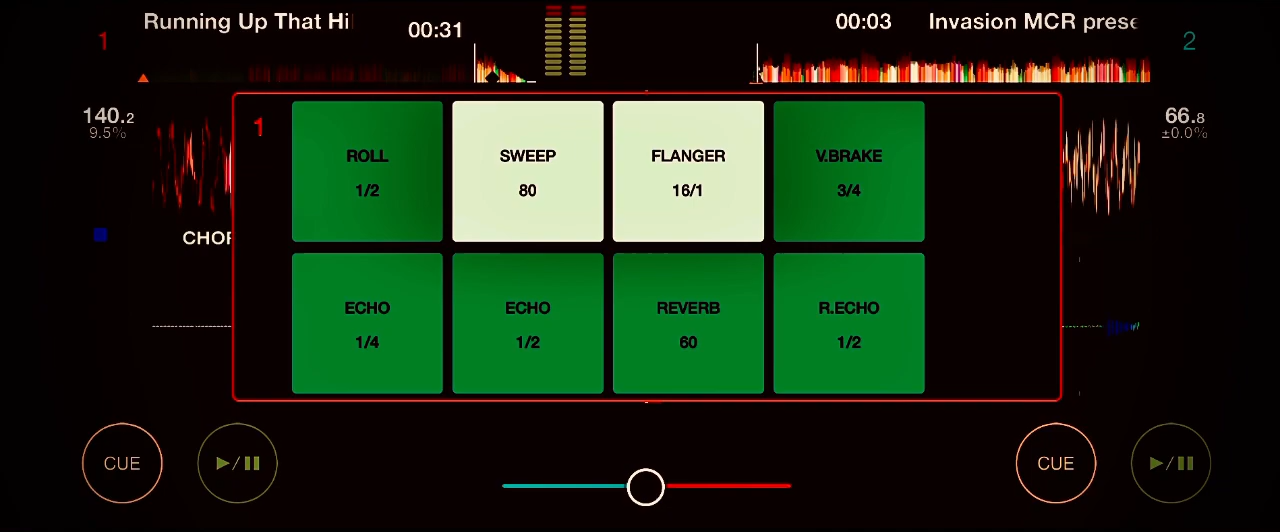 Running Up That Hi
00:31
00:03
Invasion MCR prese
1
2
140.2
9.5%
66.8
±0.0%
1
ROLL
1/2
SWEEP
80
FLANGER
16/1
V.BRAKE
3/4
CHOP
ECHO
1/4
ECHO
1/2
REVERB
60
R.ECHO
1/2
CUE
CUE